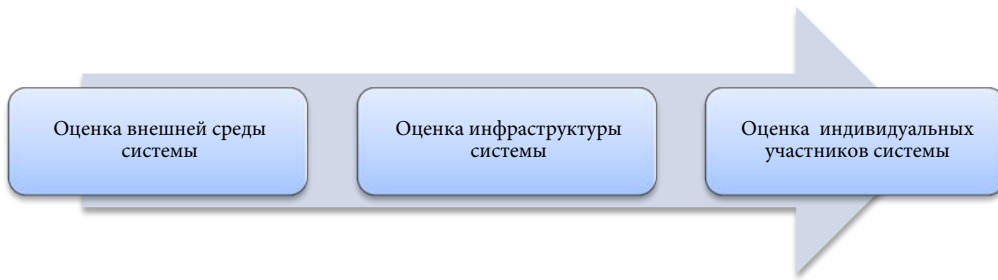 Оценка внешней среды
системы
Оценка инфраструктуры
системы
Оценка индивидуальных
участников системы